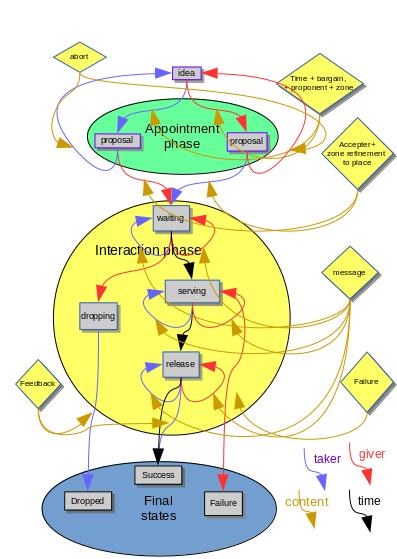 abort
idea
Time + bargain,
+ proponent + zone
Appointment
phase
proposal
proposal
Accepter+
zone refinement
to place
waiting
Interaction phase
message
serving
dropping
release
Feedback
Failure
Success
Dropped
Final
states
Failure
taker
giver
content
time